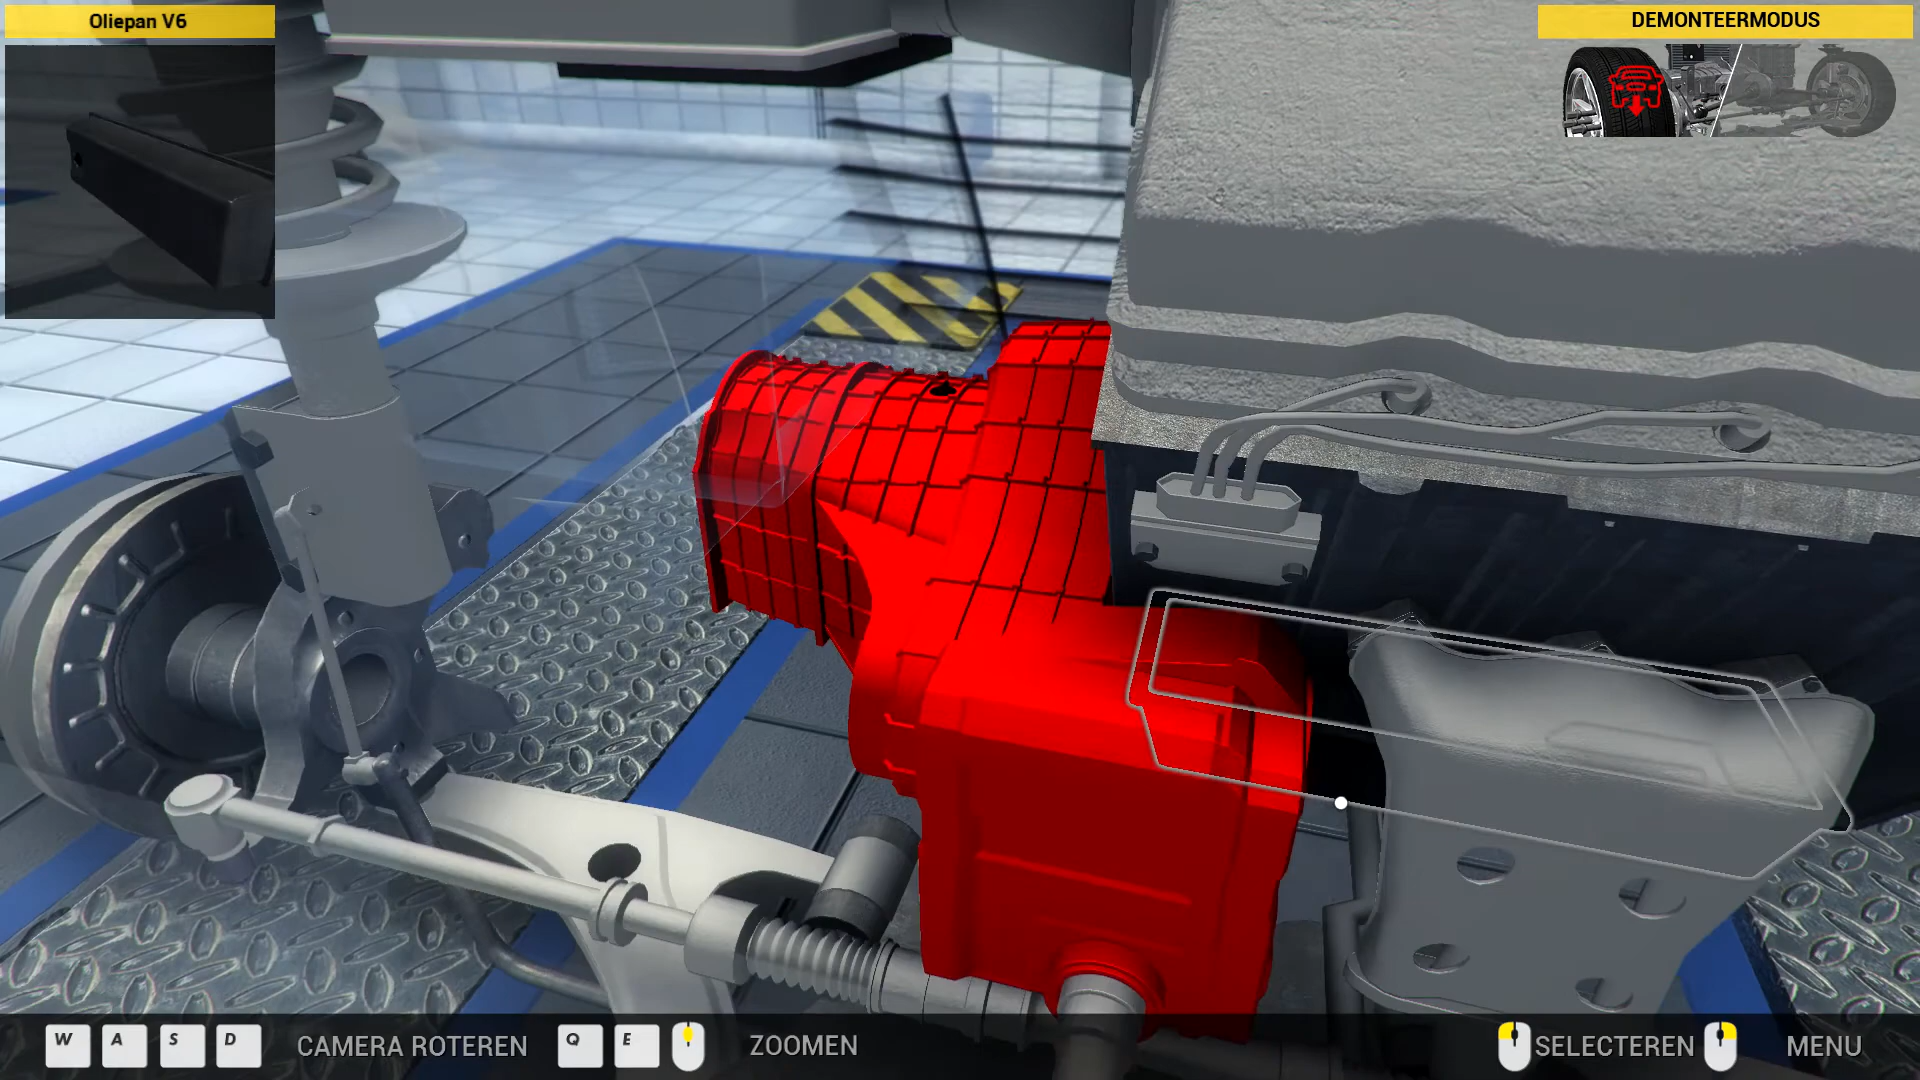 Oliepan V6
DEMONTEERMODUS
W A S D CAMERA ROTEREN Q E ZOOMEN SELECTEREN MENU